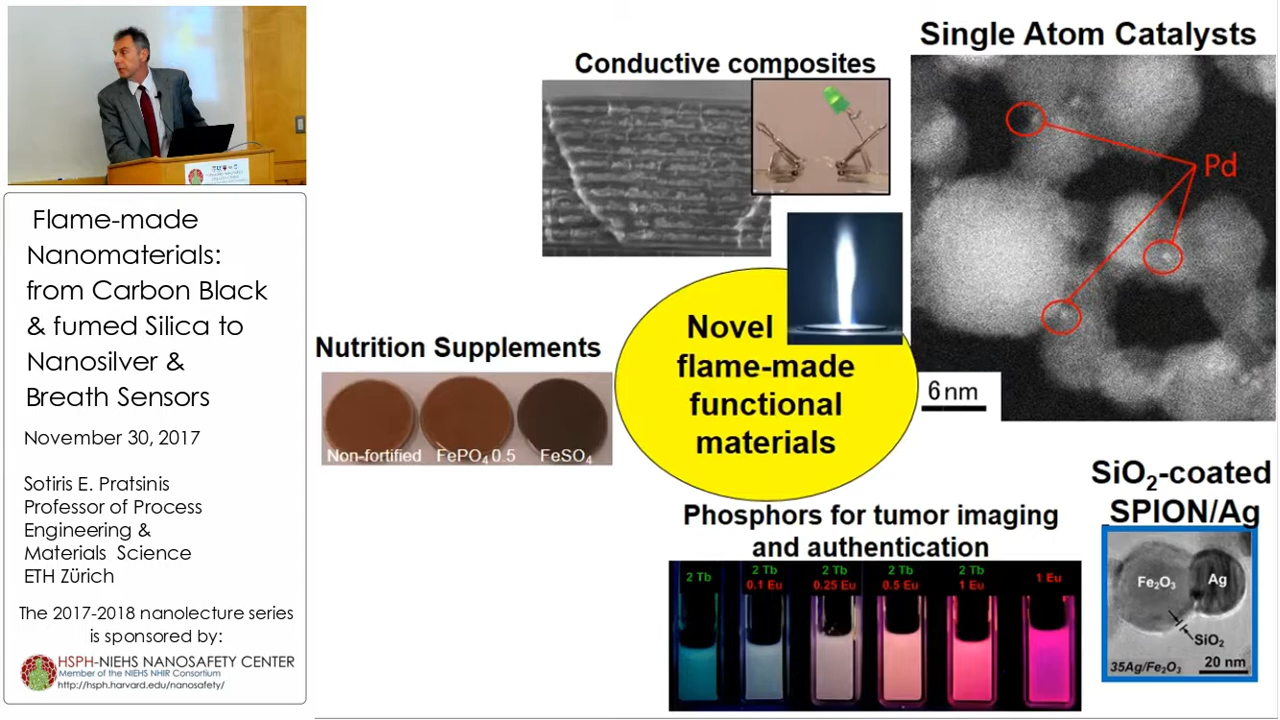 Flame-made
Nanomaterials:
from Carbon Black
& fumed Silica to
Nanosilver &
Breath Sensors
November 30, 2017
Sotiris E. Pratsinis
Professor of Process
Engineering &
Materials Science
ETH Zürich
The 2017-2018 nanolecture series
is sponsored by:
HSPH-NIEHS NANOSAFETY CENTER
Member of the NIEHS NHIR Consortium
http://hsph.harvard.edu/nanosafety/
Conductive composites
Single Atom Catalysts
Pd
6 nm
Nutrition Supplements
Non-fortified FePO₄ 0.5 FeSO₄
Novel
flame-made
functional
materials
Phosphors for tumor imaging
and authentication
2 Tb 2 Tb 2 Tb 2 Tb 2 Tb 1 Eu
0.1 Eu 0.25 Eu 0.5 Eu 1 Eu
SiO₂-coated
SPION/Ag
Fe₂O₃ Ag
SiO₂
35Ag/Fe₂O₃ 20 nm